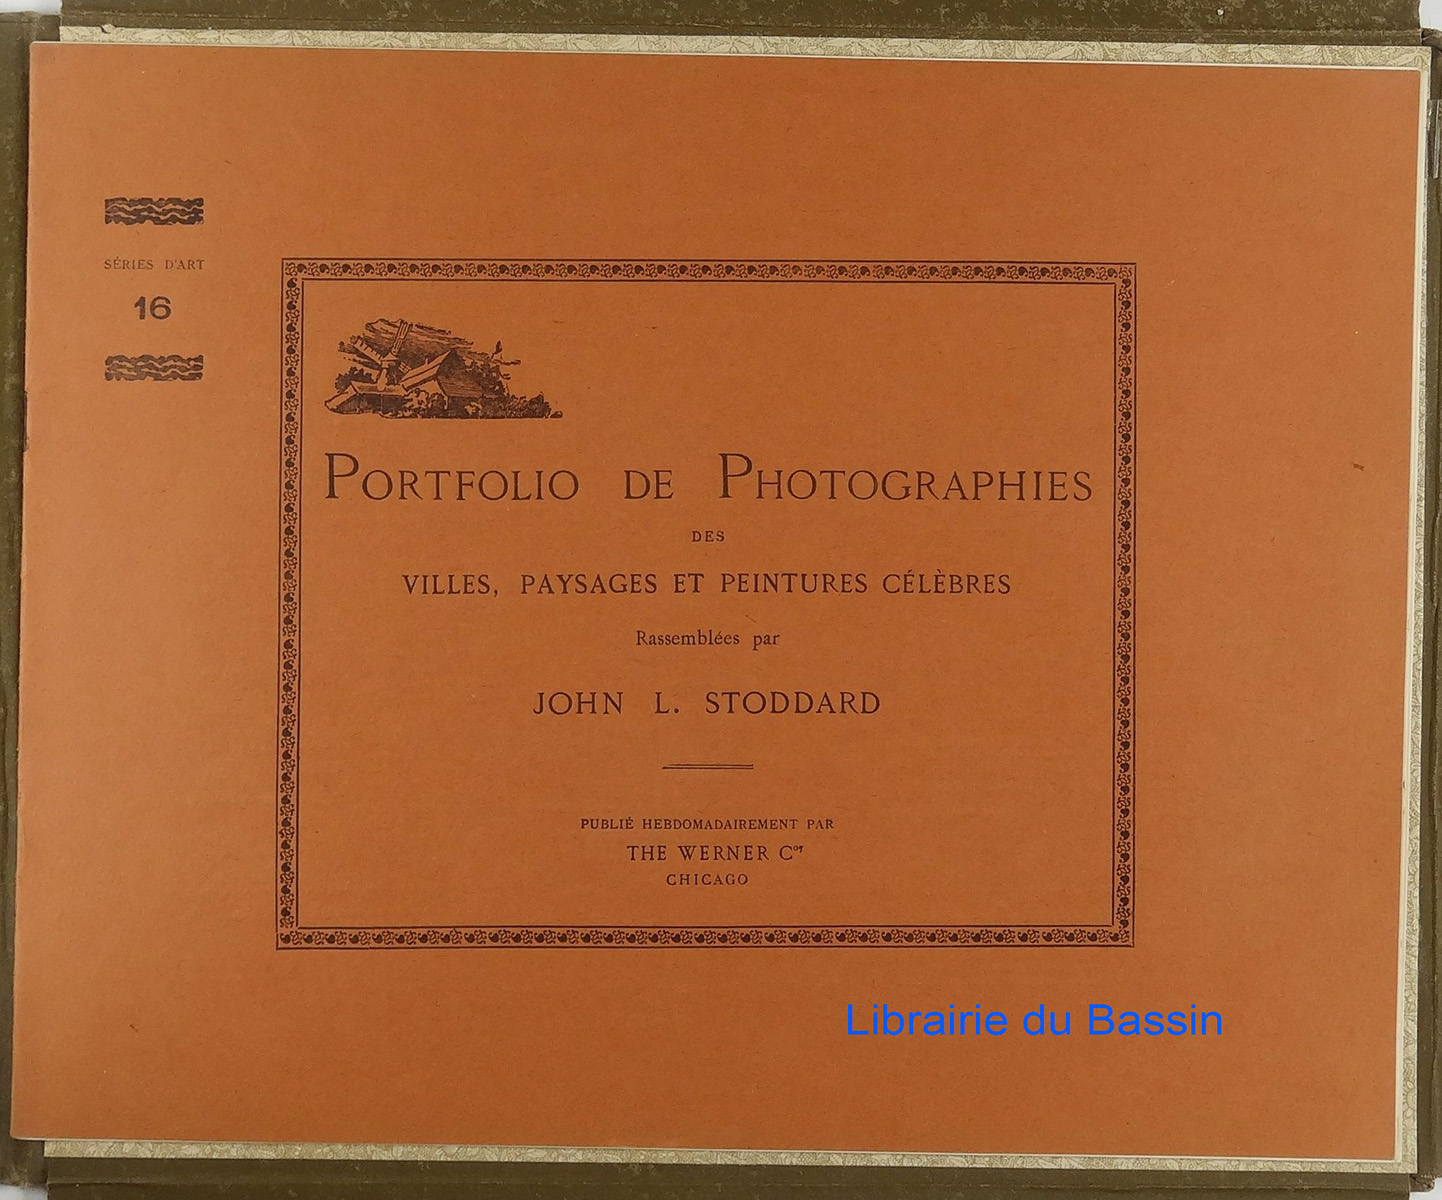 SÉRIES D'ART
16
PORTFOLIO DE PHOTOGRAPHIES
DES
VILLES, PAYSAGES ET PEINTURES CÉLÈBRES
Rassemblées par
JOHN L. STODDARD
PUBLIÉ HEBDOMADAIREMENT PAR
THE WERNER Coy
CHICAGO
Librairie du Bassin